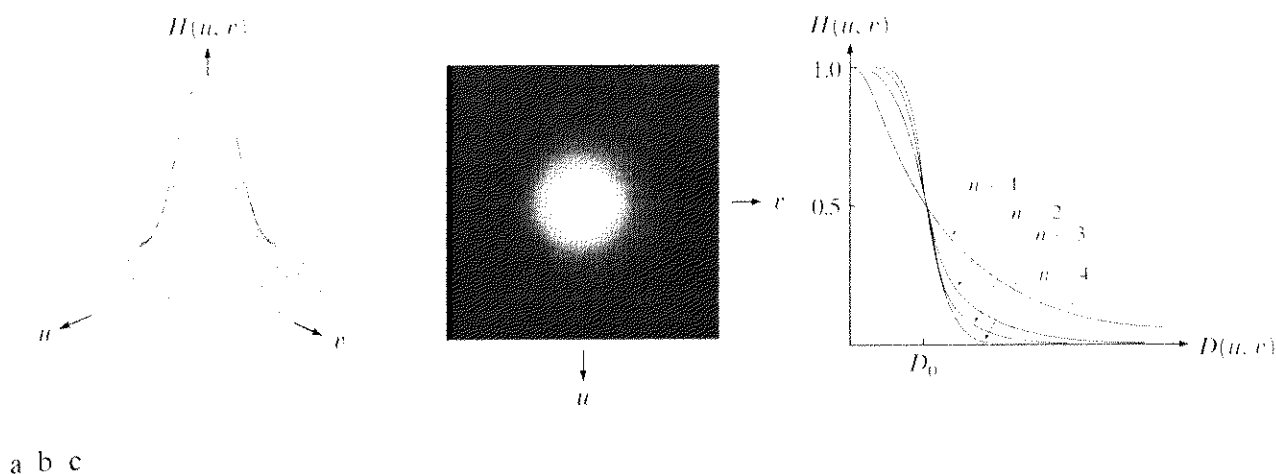 H(u, v)
u
v
v
u
H(u, v)
1.0
0.5
n = 1
n = 2
n = 3
n = 4
D₀
D(u, v)
a b c